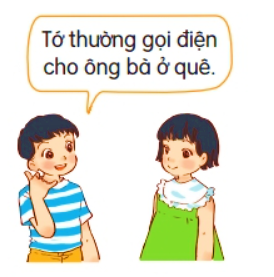 Tớ thường gọi điện
cho ông bà ở quê.